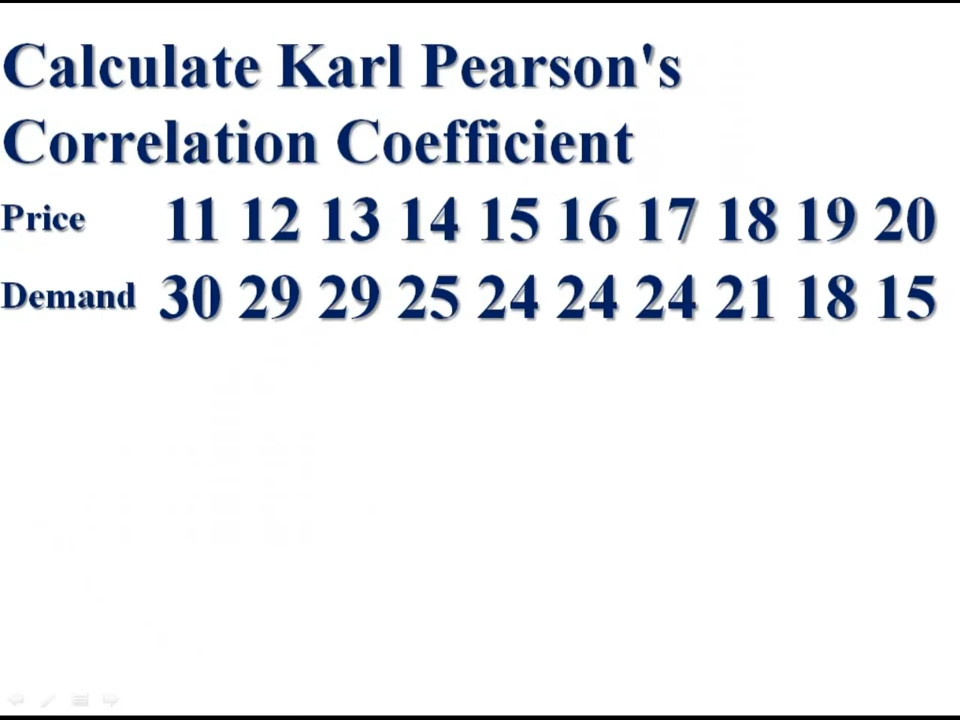 Calculate Karl Pearson's
Correlation Coefficient
Price 11 12 13 14 15 16 17 18 19 20
Demand 30 29 29 25 24 24 24 21 18 15